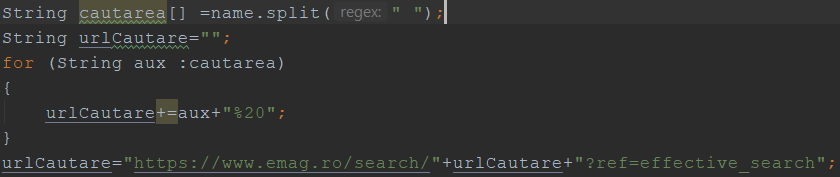 String cautarea[] =name.split( regex: " ");
String urlCautare="";
for (String aux :cautarea)
{
urlCautare+=aux+"%20";
}
urlCautare="https://www.emag.ro/search/"+urlCautare+"?ref=effective_search";